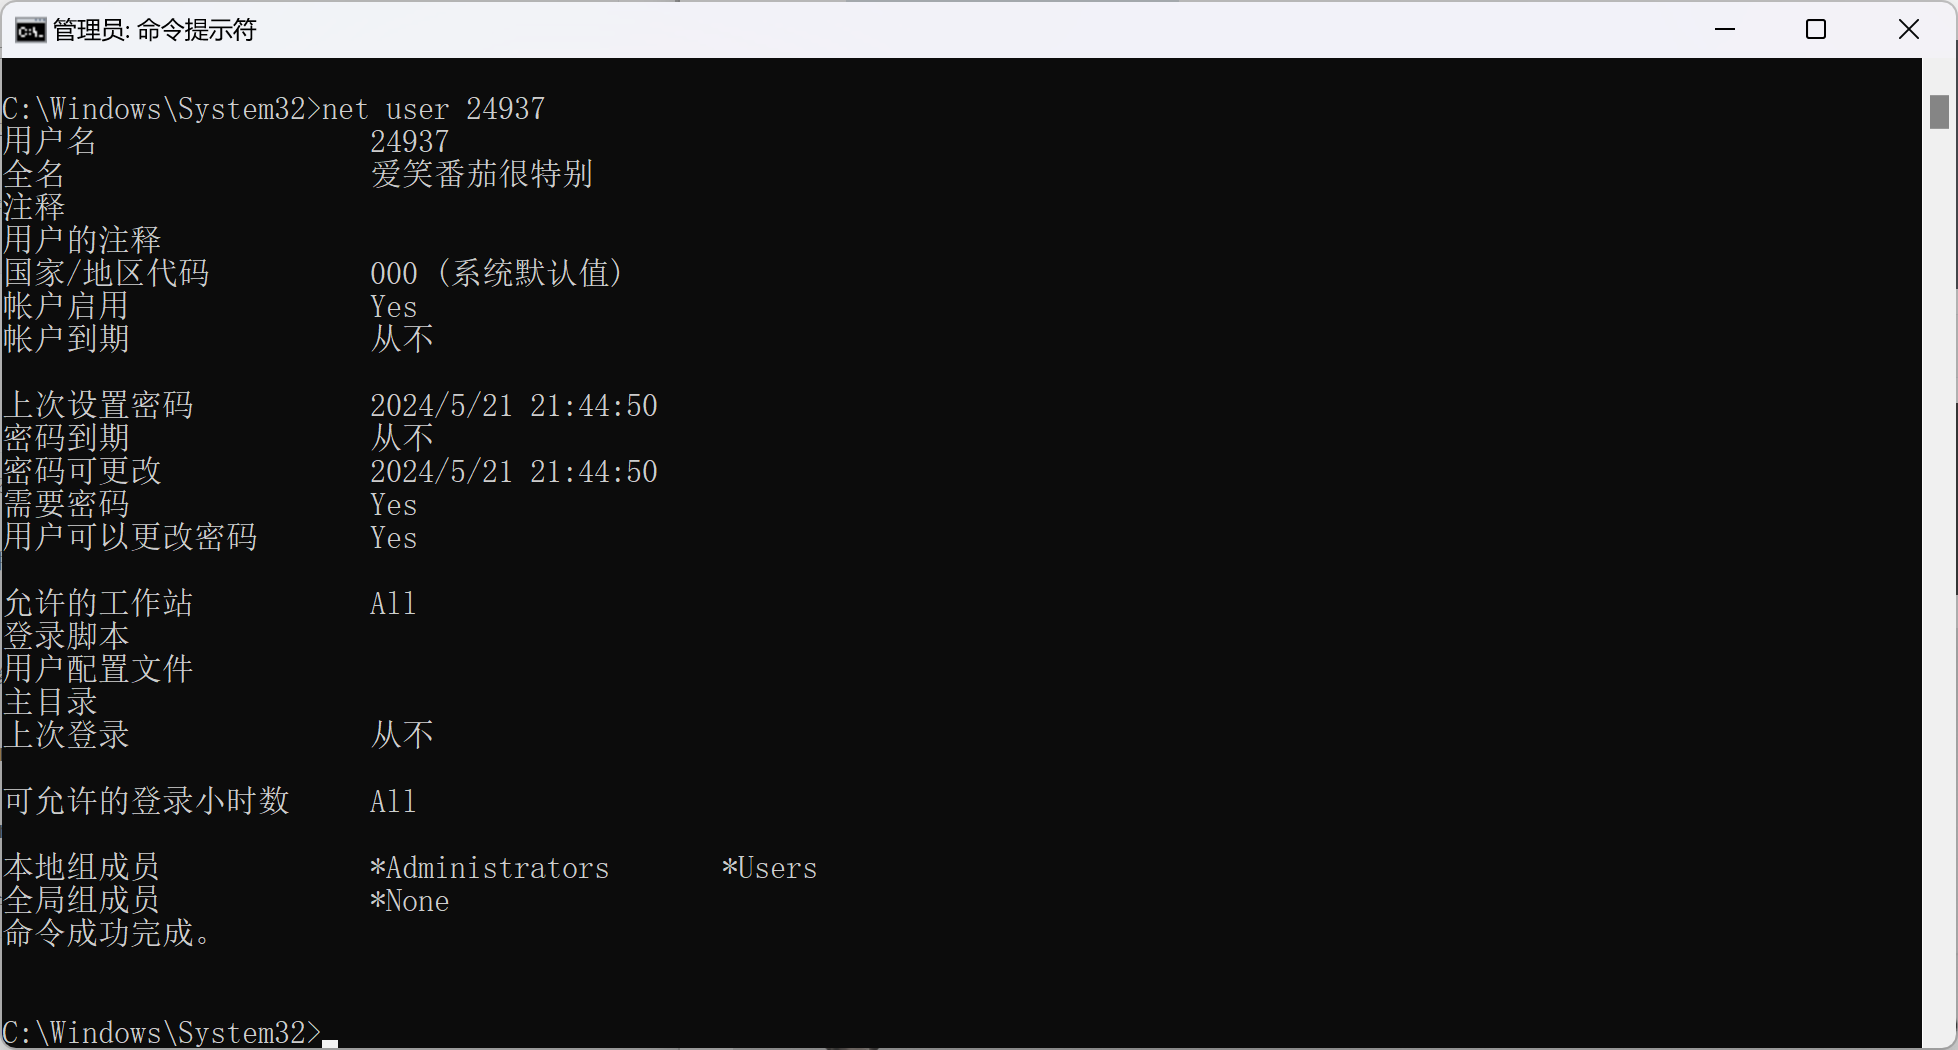 管理员: 命令提示符
C:\Windows\System32>net user 24937
用户名 24937
全名 爱笑番茄很特别
注释
用户的注释
国家/地区代码 000 (系统默认值)
帐户启用 Yes
帐户到期 从不
上次设置密码 2024/5/21 21:44:50
密码到期 从不
密码可更改 2024/5/21 21:44:50
需要密码 Yes
用户可以更改密码 Yes
允许的工作站 All
登录脚本
用户配置文件
主目录
上次登录 从不
可允许的登录小时数 All
本地组成员 *Administrators *Users
全局组成员 *None
命令成功完成。
C:\Windows\System32>